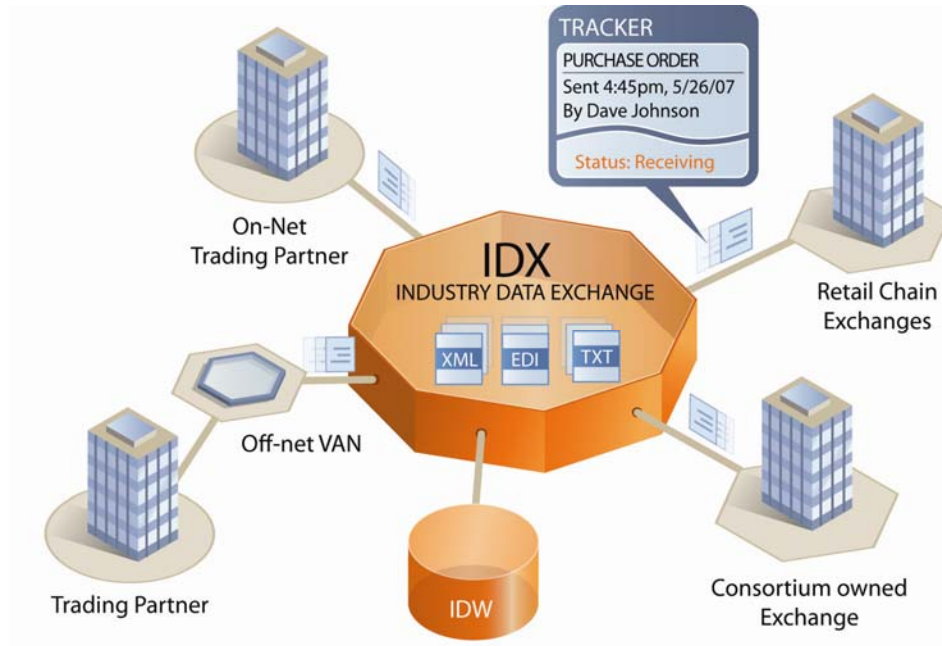 TRACKER
PURCHASE ORDER
Sent 4:45pm, 5/26/07
By Dave Johnson
Status: Receiving
On-Net
Trading Partner
IDX
INDUSTRY DATA EXCHANGE
Retail Chain
Exchanges
XML
EDI
TXT
Off-net VAN
Trading Partner
IDW
Consortium owned
Exchange